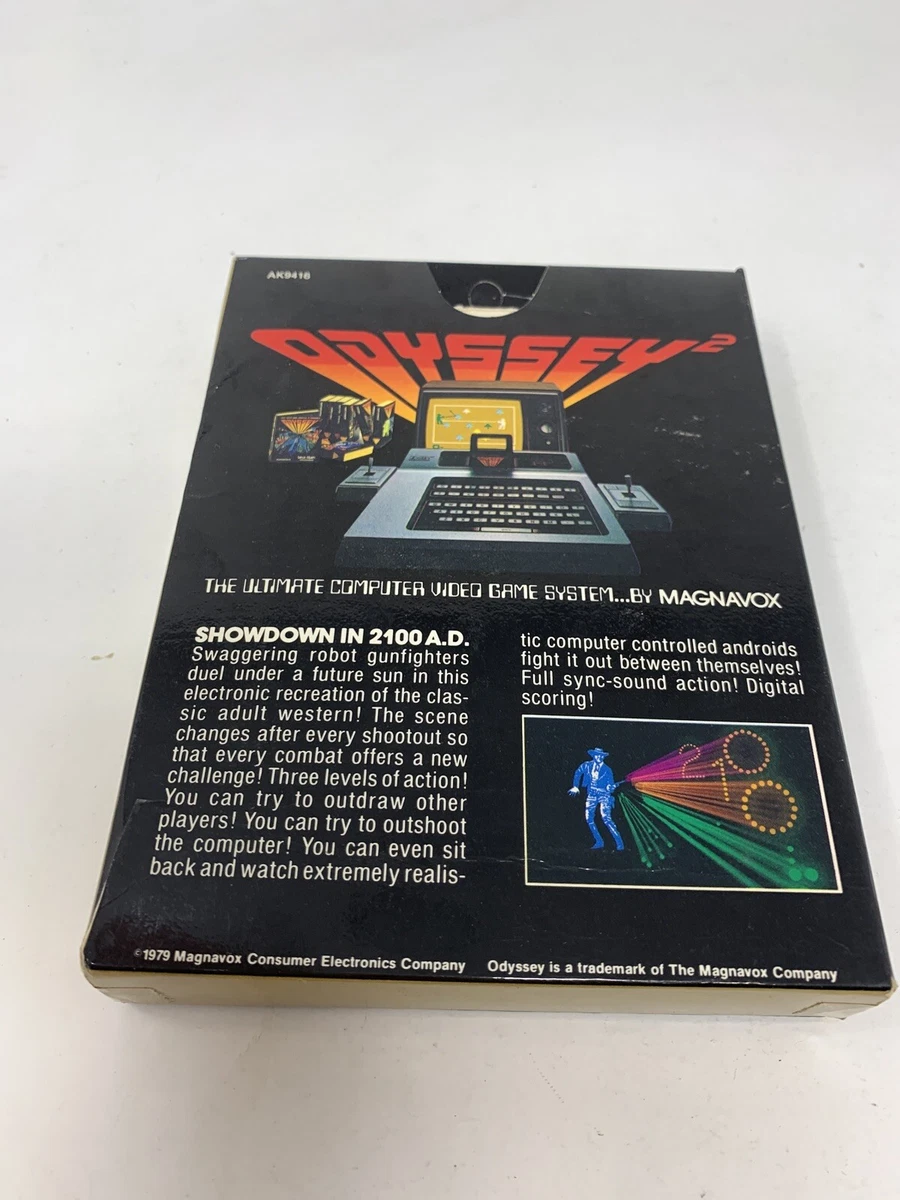 AK9416
ODYSSEY²
THE ULTIMATE COMPUTER VIDEO GAME SYSTEM...BY MAGNAVOX
SHOWDOWN IN 2100 A.D.
Swaggering robot gunfighters
duel under a future sun in this
electronic recreation of the clas-
sic adult western! The scene
changes after every shootout so
that every combat offers a new
challenge! Three levels of action!
You can try to outdraw other
players! You can try to outshoot
the computer! You can even sit
back and watch extremely realis-
tic computer controlled androids
fight it out between themselves!
Full sync-sound action! Digital
scoring!
2100
©1979 Magnavox Consumer Electronics Company
Odyssey is a trademark of The Magnavox Company